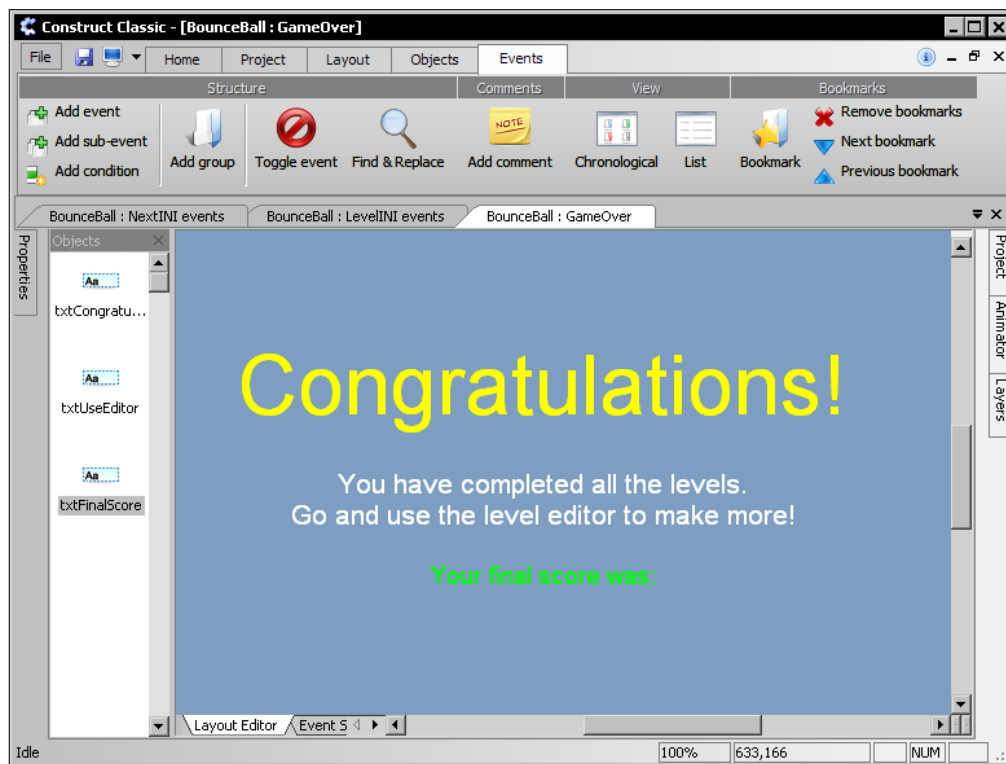 Construct Classic - [BounceBall : GameOver]
File Home Project Layout Objects Events
Structure Comments View Bookmarks
Add event
Add sub-event
Add condition
Add group
Toggle event
Find & Replace
NOTE
Add comment
Chronological
List
Bookmark
Remove bookmarks
Next bookmark
Previous bookmark
BounceBall : NextINI events BounceBall : LevelINI events BounceBall : GameOver
Properties
Objects
Aa
txtCongratu...
Aa
txtUseEditor
Aa
txtFinalScore
Congratulations!
You have completed all the levels.
Go and use the level editor to make more!
Your final score was:
Project
Animator
Layers
Layout Editor Event S
Idle 100% 633,166 NUM